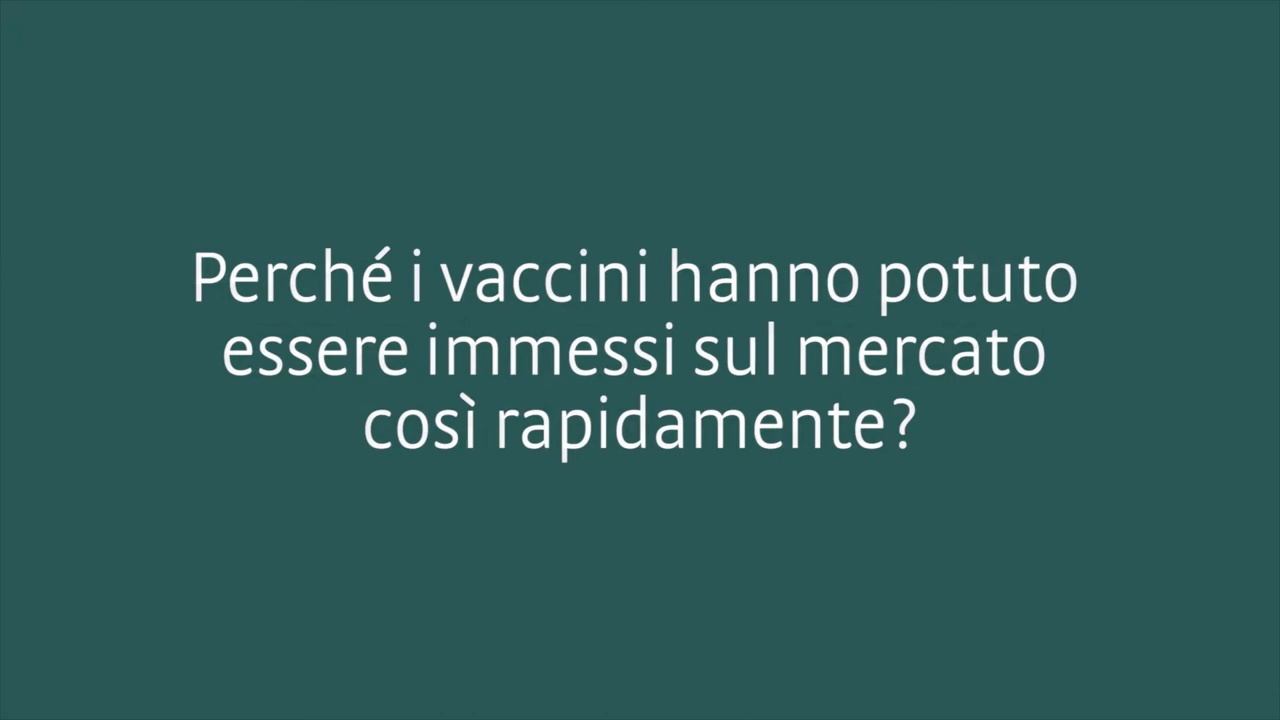 Perché i vaccini hanno potuto
essere immessi sul mercato
così rapidamente?